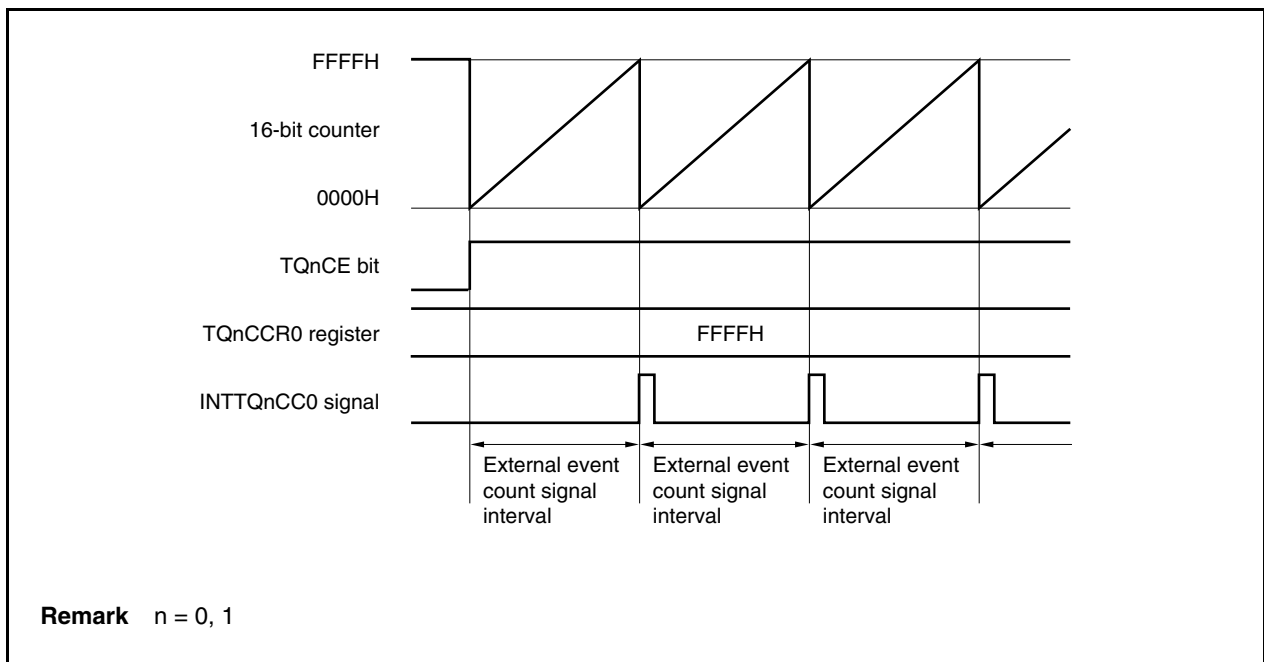 FFFFH
16-bit counter
0000H
TQnCE bit
TQnCCR0 register
FFFFH
INTTQnCC0 signal
External event
count signal
interval
External event
count signal
interval
External event
count signal
interval
Remark n = 0, 1